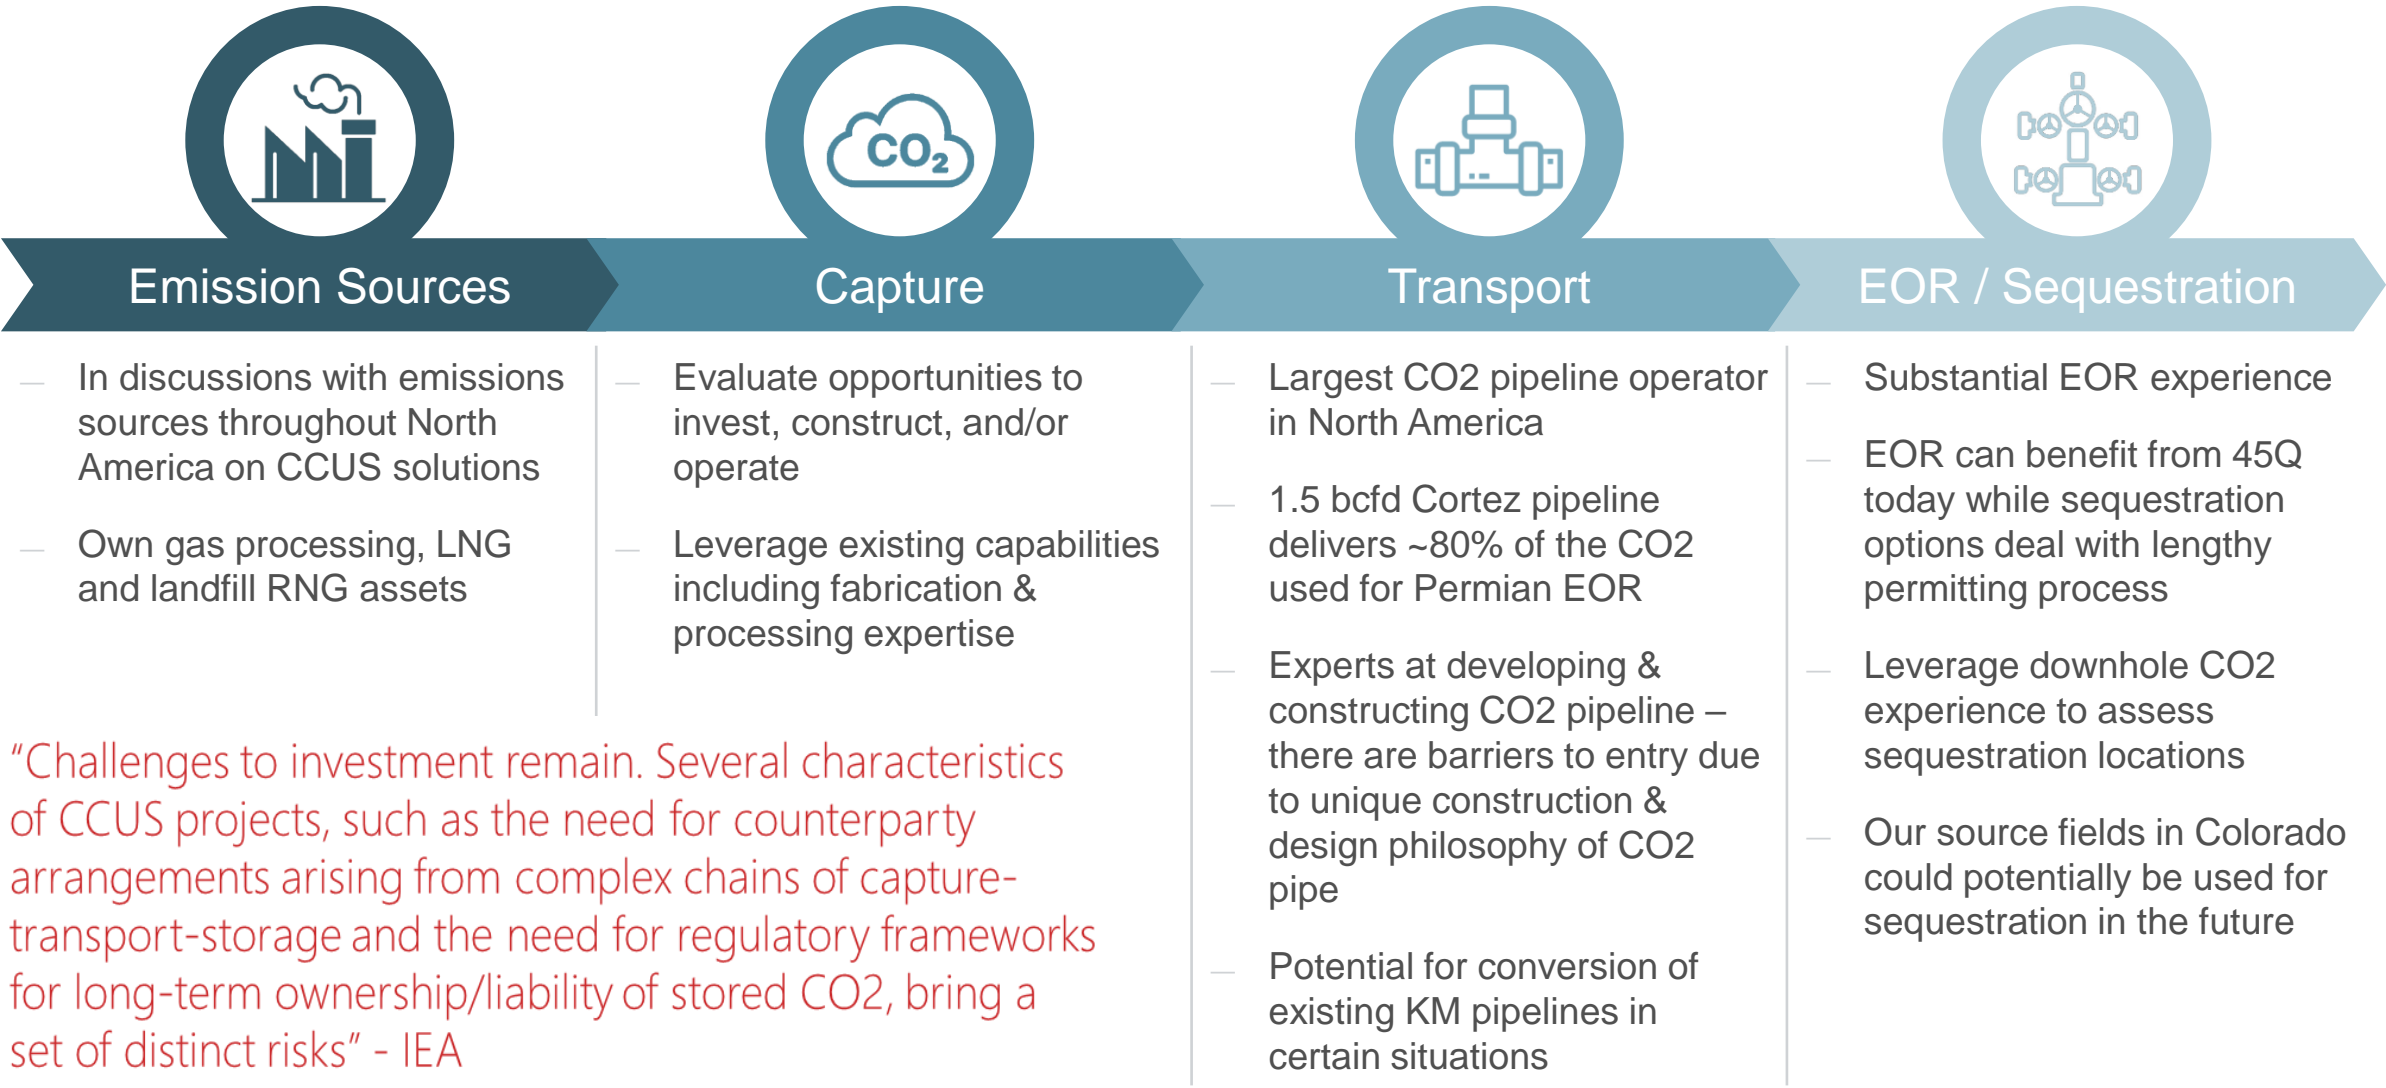 CO2
Emission Sources
Capture
Transport
EOR / Sequestration
— In discussions with emissions
sources throughout North
America on CCUS solutions
— Own gas processing, LNG
and landfill RNG assets
— Evaluate opportunities to
invest, construct, and/or
operate
— Leverage existing capabilities
including fabrication &
processing expertise
— Largest CO2 pipeline operator
in North America
— 1.5 bcfd Cortez pipeline
delivers ~80% of the CO2
used for Permian EOR
— Experts at developing &
constructing CO2 pipeline –
there are barriers to entry due
to unique construction &
design philosophy of CO2
pipe
— Potential for conversion of
existing KM pipelines in
certain situations
— Substantial EOR experience
— EOR can benefit from 45Q
today while sequestration
options deal with lengthy
permitting process
— Leverage downhole CO2
experience to assess
sequestration locations
— Our source fields in Colorado
could potentially be used for
sequestration in the future
“Challenges to investment remain. Several characteristics
of CCUS projects, such as the need for counterparty
arrangements arising from complex chains of capture-
transport-storage and the need for regulatory frameworks
for long-term ownership/liability of stored CO2, bring a
set of distinct risks” - IEA